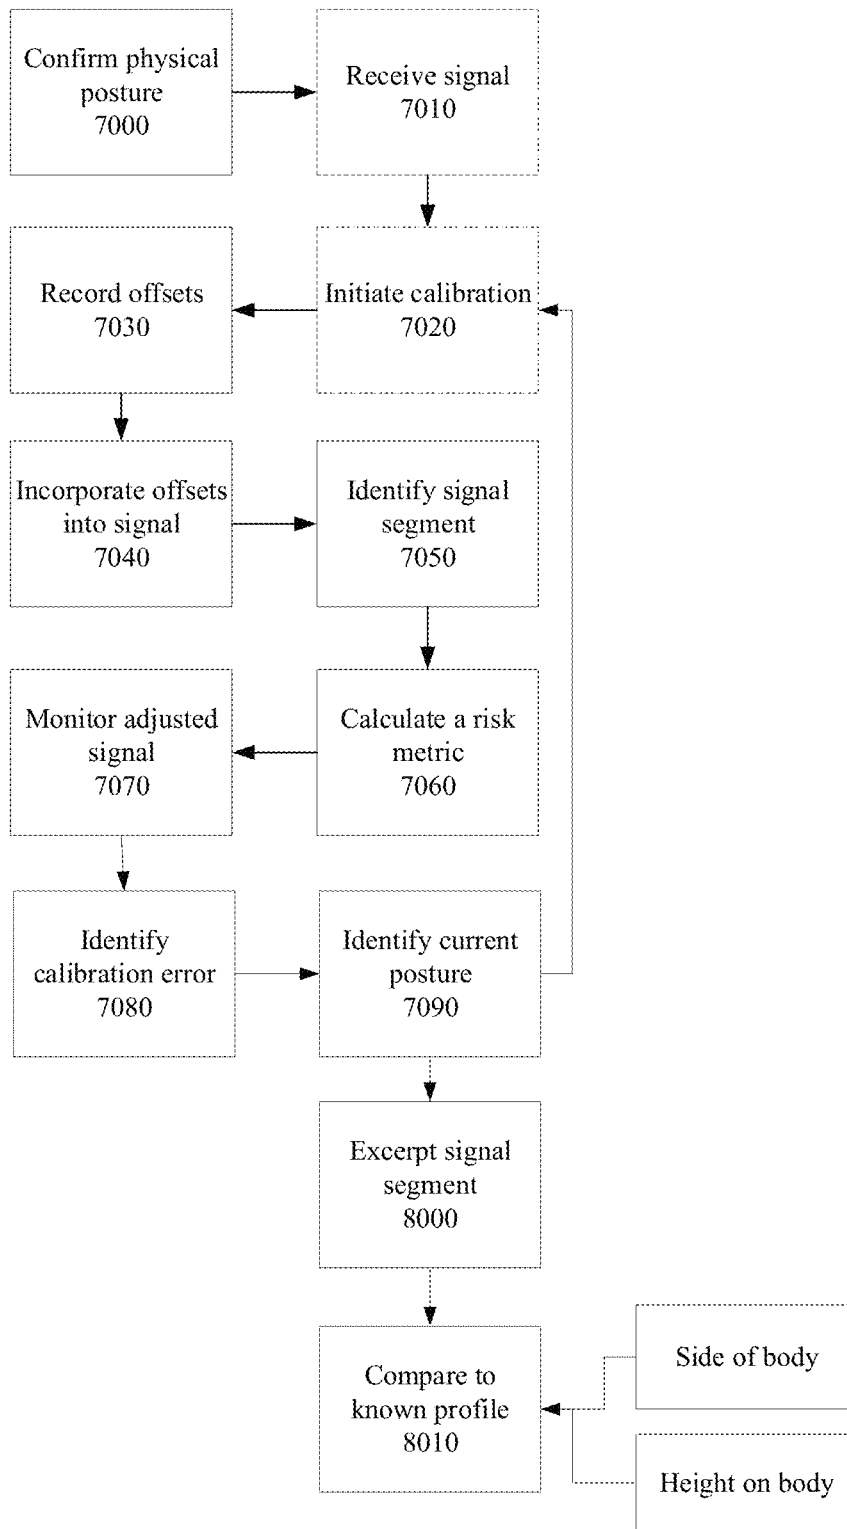 Confirm physical
posture
7000
Receive signal
7010
Record offsets
7030
Initiate calibration
7020
Incorporate offsets
into signal
7040
Identify signal
segment
7050
Monitor adjusted
signal
7070
Calculate a risk
metric
7060
Identify
calibration error
7080
Identify current
posture
7090
Excerpt signal
segment
8000
Compare to
known profile
8010
Side of body
Height on body